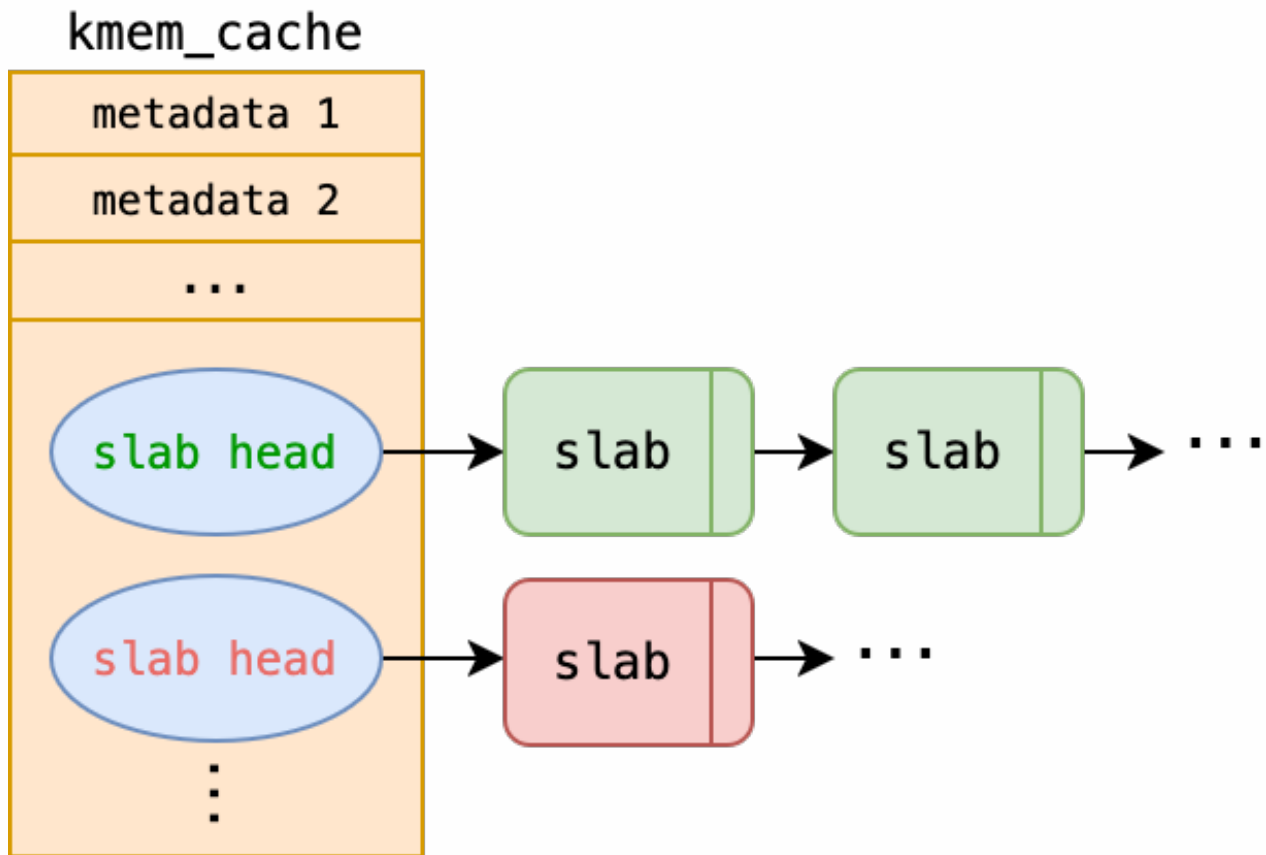 kmem_cache
metadata 1
metadata 2
...
slab head
slab
slab
...
slab head
slab
...
⋮